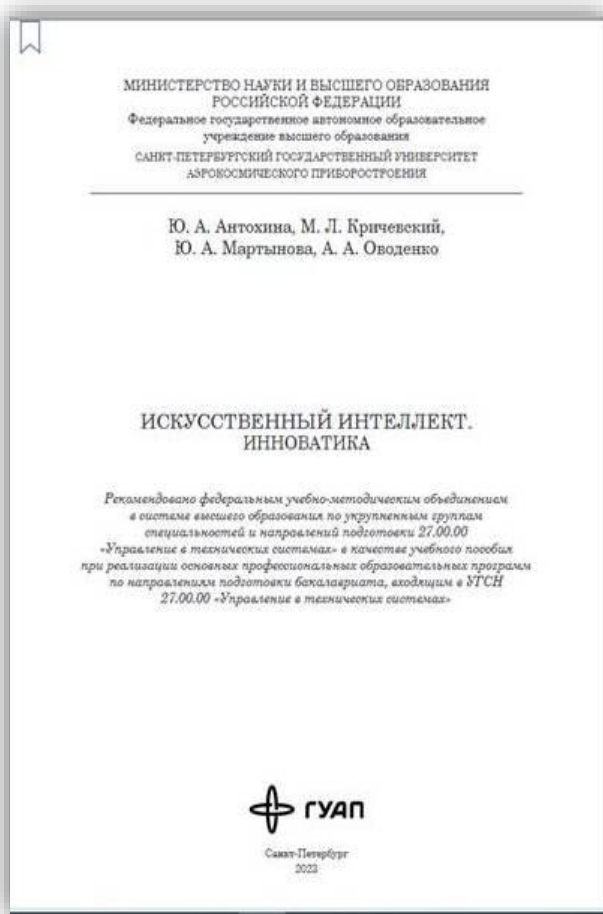 МИНИСТЕРСТВО НАУКИ И ВЫСШЕГО ОБРАЗОВАНИЯ
РОССИЙСКОЙ ФЕДЕРАЦИИ
Федеральное государственное автономное образовательное
учреждение высшего образования
САНКТ-ПЕТЕРБУРГСКИЙ ГОСУДАРСТВЕННЫЙ УНИВЕРСИТЕТ
АЭРОКОСМИЧЕСКОГО ПРИБОРОСТРОЕНИЯ
Ю. А. Антохина, М. Л. Кричевский,
Ю. А. Мартынова, А. А. Оводенко
ИСКУССТВЕННЫЙ ИНТЕЛЛЕКТ.
ИННОВАТИКА
Рекомендовано федеральным учебно-методическим объединением
в системе высшего образования по укрупненным группам
специальностей и направлений подготовки 27.00.00
«Управление в технических системах» в качестве учебного пособия
при реализации основных профессиональных образовательных программ
по направлениям подготовки бакалавриата, входящим в УГСН
27.00.00 «Управление в технических системах»
ГУАП
Санкт-Петербург
2023